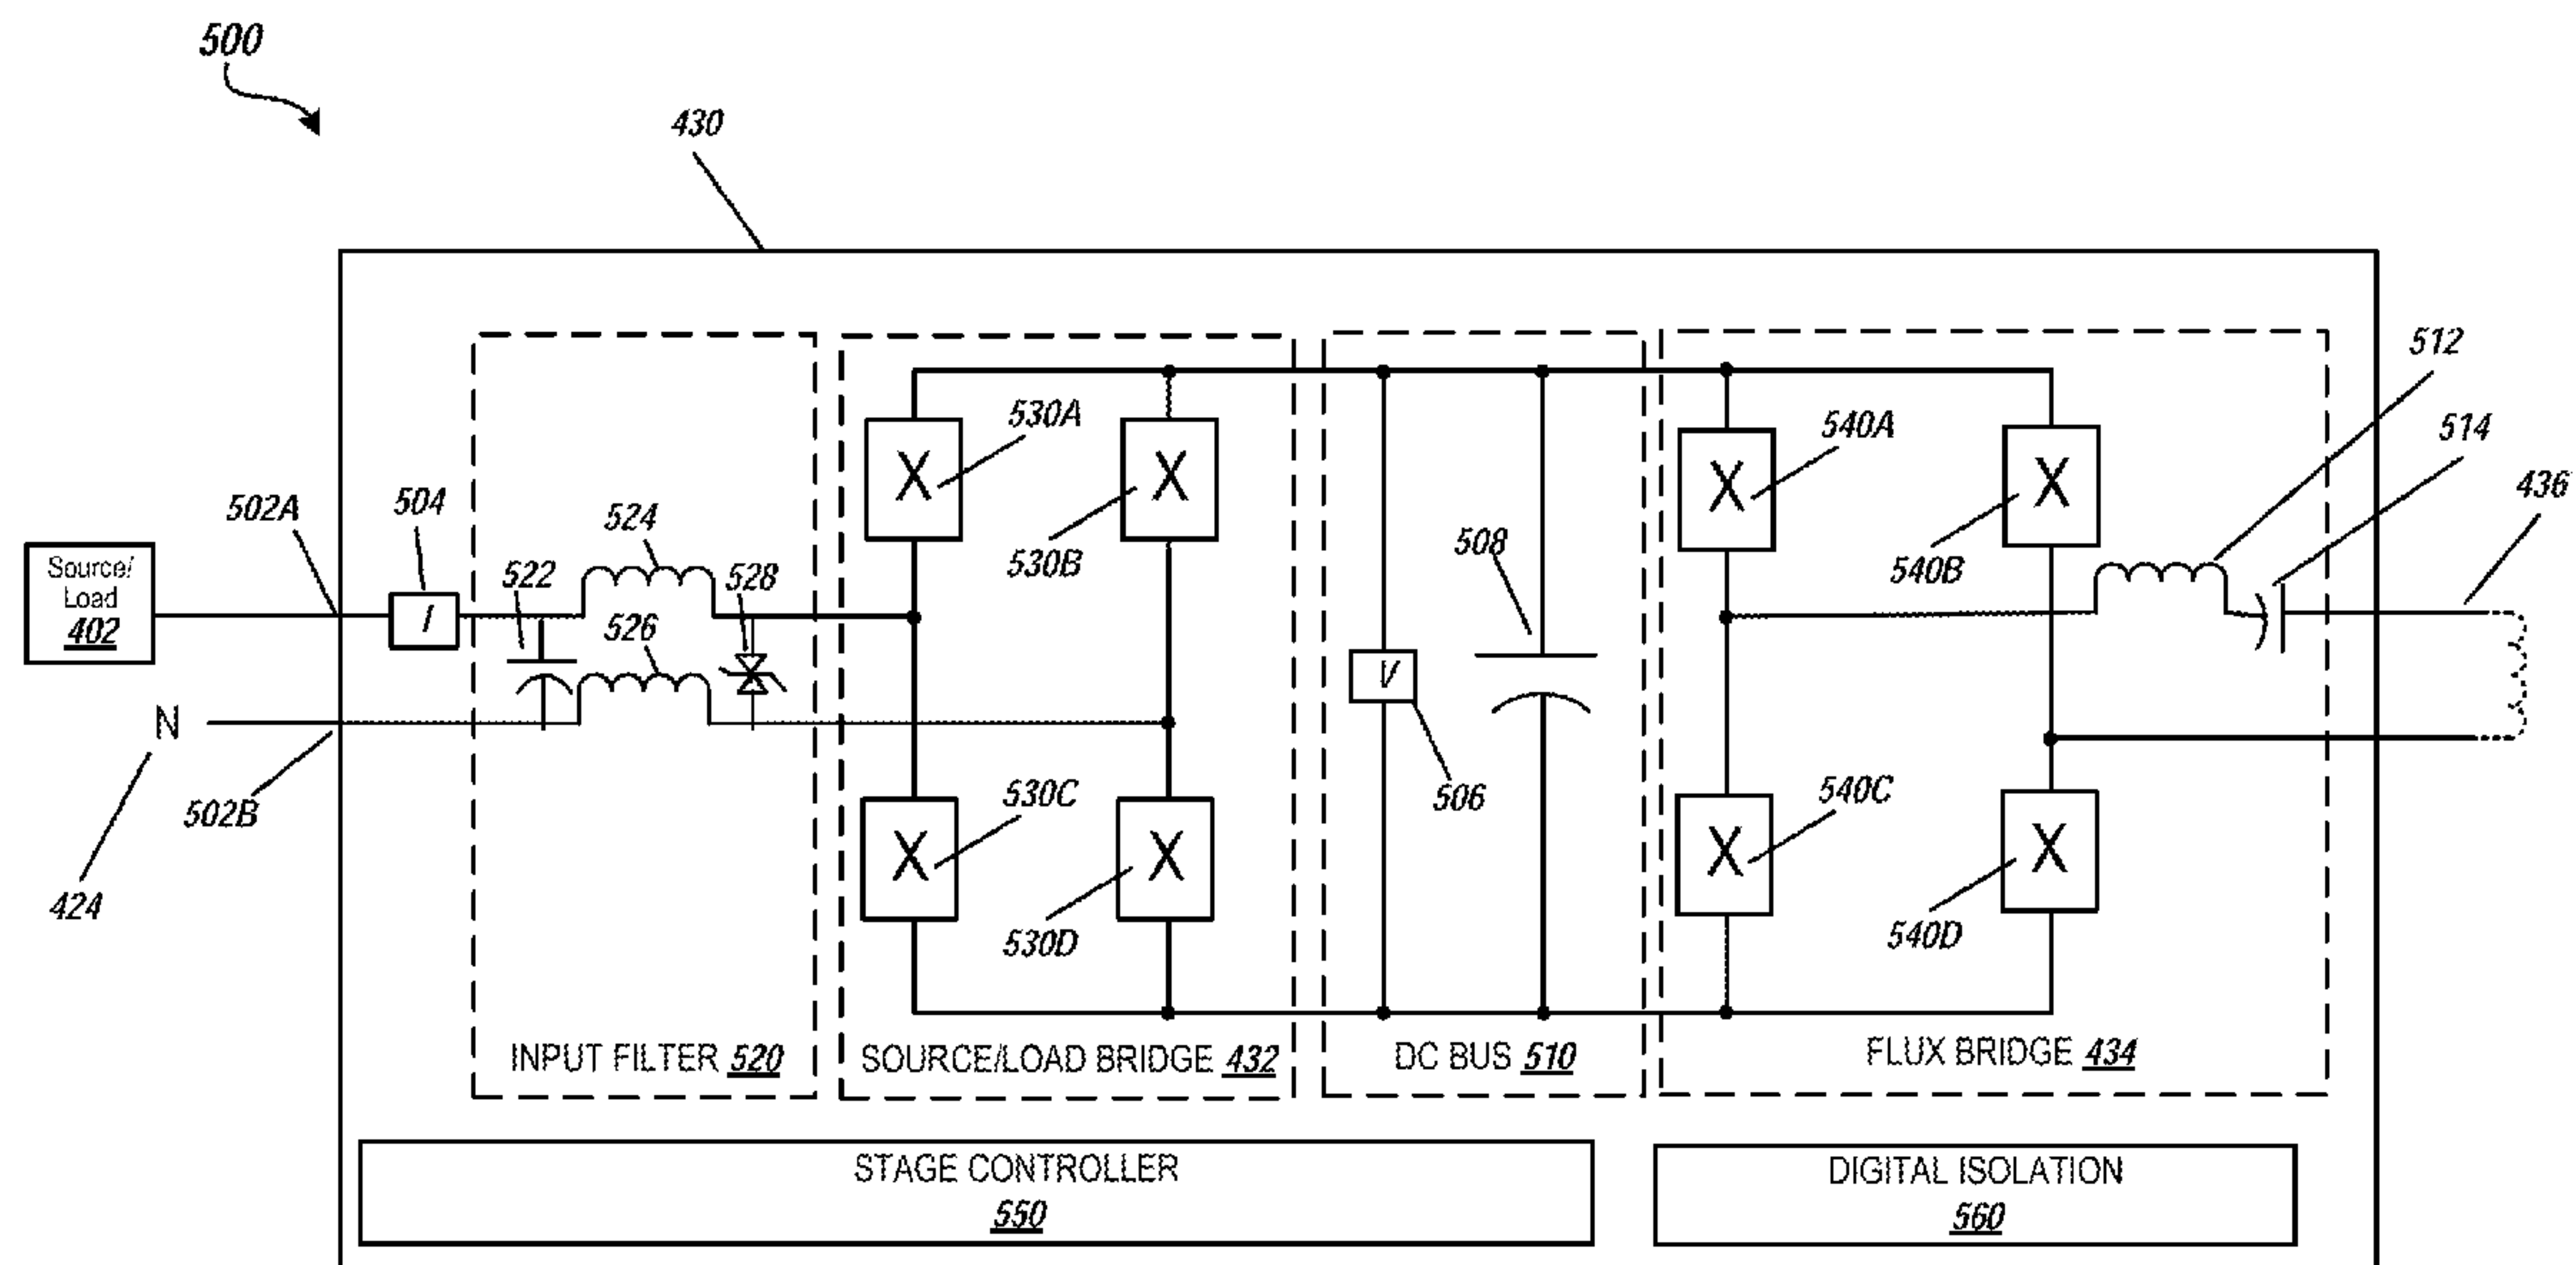 500
430
512
530A
540A
514
502A
504
524
436
Source/
Load
402
522
528
530B
508
540B
526
I
V
X
X
X
X
N
502B
530C
506
540C
X
X
X
X
424
530D
540D
INPUT FILTER 520
SOURCE/LOAD BRIDGE 432
DC BUS 510
FLUX BRIDGE 434
STAGE CONTROLLER
550
DIGITAL ISOLATION
560